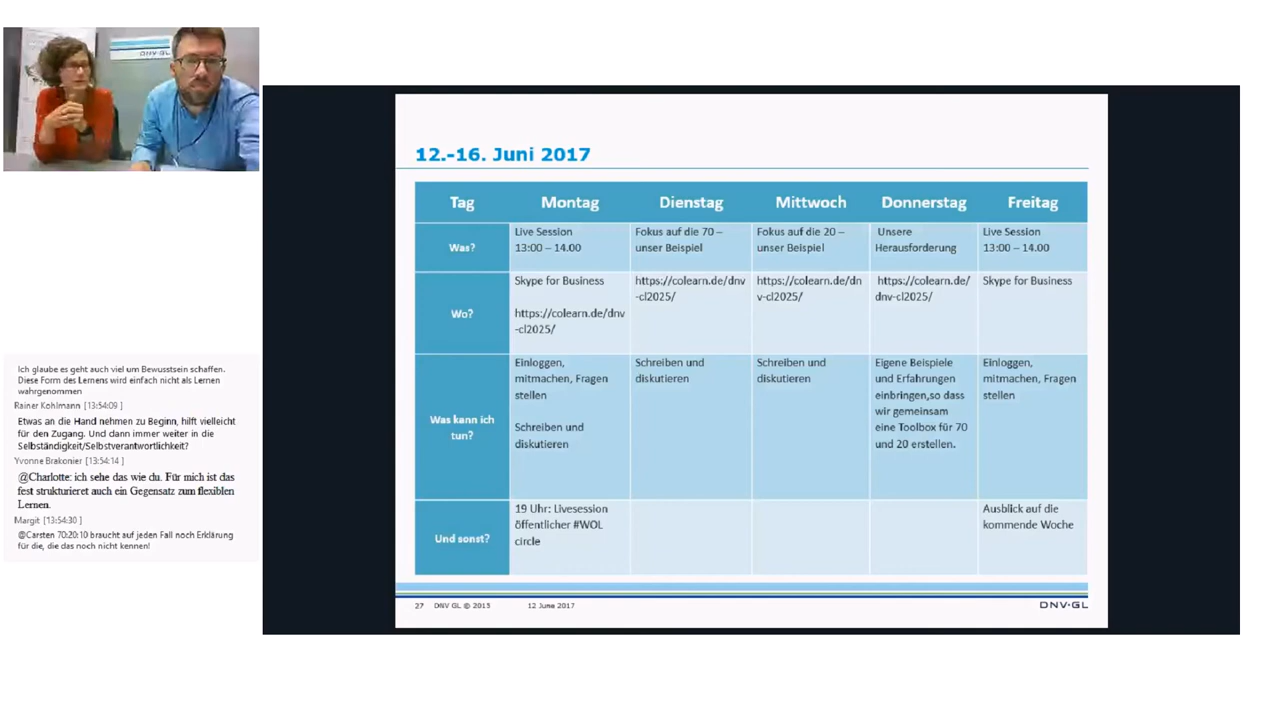 DNV·GL
Ich glaube es geht auch viel um Bewusstsein schaffen.
Diese Form des Lernens wird einfach nicht als Lernen
wahrgenommen
Rainer Kohlmann [13:54:09 ]
Etwas an die Hand nehmen zu Beginn, hilft vielleicht
für den Zugang. Und dann immer weiter in die
Selbständigkeit/Selbstverantwortlichkeit?
Yvonne Brakonier [13:54:14 ]
@Charlotte: ich sehe das wie du. Für mich ist das
fest strukturieret auch ein Gegensatz zum flexiblen
Lernen.
Margit [13:54:30 ]
@Carsten 70:20:10 braucht auf jeden Fall noch Erklärung
für die, die das noch nicht kennen!
12.-16. Juni 2017
Tag
Montag
Dienstag
Mittwoch
Donnerstag
Freitag
Was?
Live Session
13:00 – 14.00
Fokus auf die 70 –
unser Beispiel
Fokus auf die 20 –
unser Beispiel
Unsere
Herausforderung
Live Session
13:00 – 14.00
Wo?
Skype for Business
https://colearn.de/dnv
-cl2025/
https://colearn.de/dnv
-cl2025/
https://colearn.de/dn
v-cl2025/
https://colearn.de/
dnv-cl2025/
Skype for Business
Was kann ich
tun?
Einloggen,
mitmachen, Fragen
stellen
Schreiben und
diskutieren
Schreiben und
diskutieren
Schreiben und
diskutieren
Eigene Beispiele
und Erfahrungen
einbringen,so dass
wir gemeinsam
eine Toolbox für 70
und 20 erstellen.
Einloggen,
mitmachen, Fragen
stellen
Und sonst?
19 Uhr: Livesession
öffentlicher #WOL
circle
Ausblick auf die
kommende Woche
27 DNV GL © 2015 12 June 2017
DNV·GL